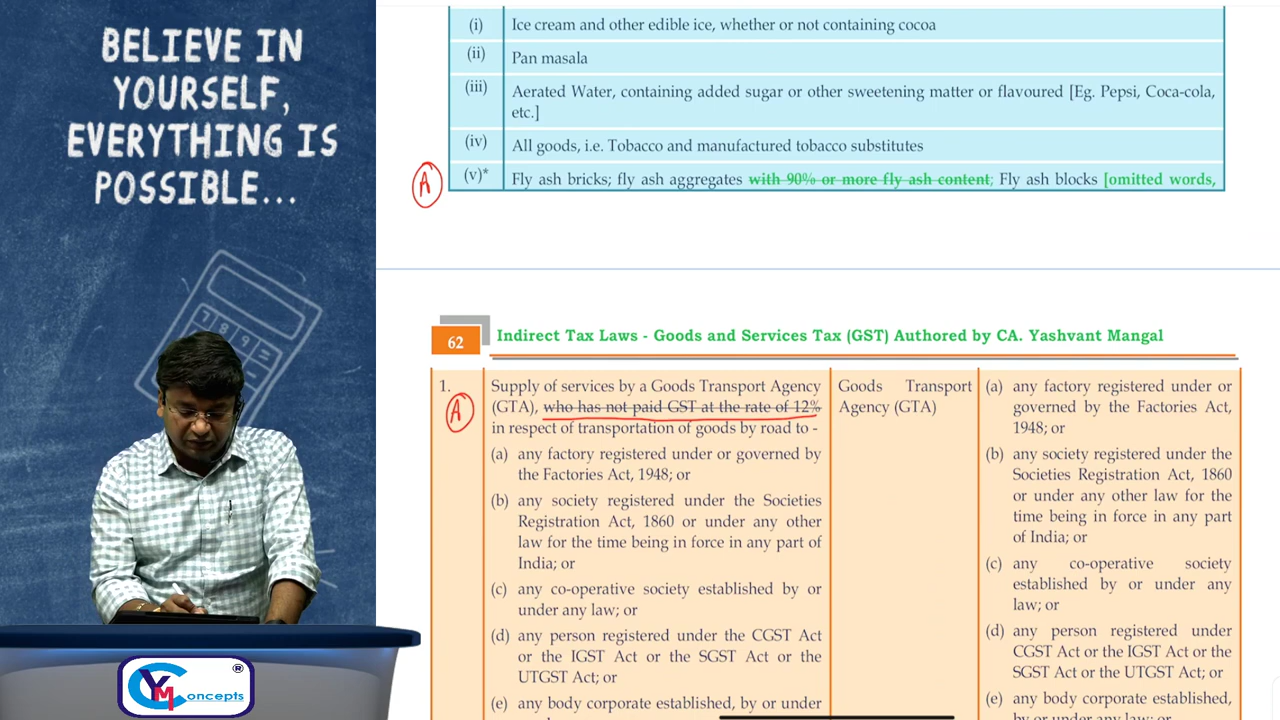 BELIEVE IN
YOURSELF,
EVERYTHING IS
POSSIBLE...
7 8 9
CYM Concepts ®
(i) Ice cream and other edible ice, whether or not containing cocoa
(ii) Pan masala
(iii) Aerated Water, containing added sugar or other sweetening matter or flavoured [Eg. Pepsi, Coca-cola,
etc.]
(iv) All goods, i.e. Tobacco and manufactured tobacco substitutes
A (v)* Fly ash bricks; fly ash aggregates with 90% or more fly ash content; Fly ash blocks [omitted words,
62 Indirect Tax Laws - Goods and Services Tax (GST) Authored by CA. Yashvant Mangal
1. Supply of services by a Goods Transport Agency
A (GTA), who has not paid GST at the rate of 12%
in respect of transportation of goods by road to -
(a) any factory registered under or governed by
the Factories Act, 1948; or
(b) any society registered under the Societies
Registration Act, 1860 or under any other
law for the time being in force in any part of
India; or
(c) any co-operative society established by or
under any law; or
(d) any person registered under the CGST Act
or the IGST Act or the SGST Act or the
UTGST Act; or
(e) any body corporate established, by or under
Goods Transport
Agency (GTA)
(a) any factory registered under or
governed by the Factories Act,
1948; or
(b) any society registered under the
Societies Registration Act, 1860
or under any other law for the
time being in force in any part
of India; or
(c) any co-operative society
established by or under any
law; or
(d) any person registered under
CGST Act or the IGST Act or the
SGST Act or the UTGST Act; or
(e) any body corporate established,
by or under any law; or